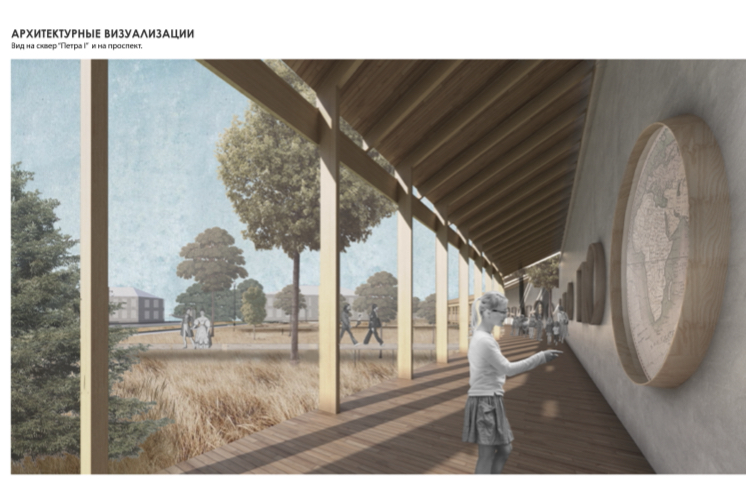 АРХИТЕКТУРНЫЕ ВИЗУАЛИЗАЦИИ
Вид на сквер "Петра I" и на проспект.